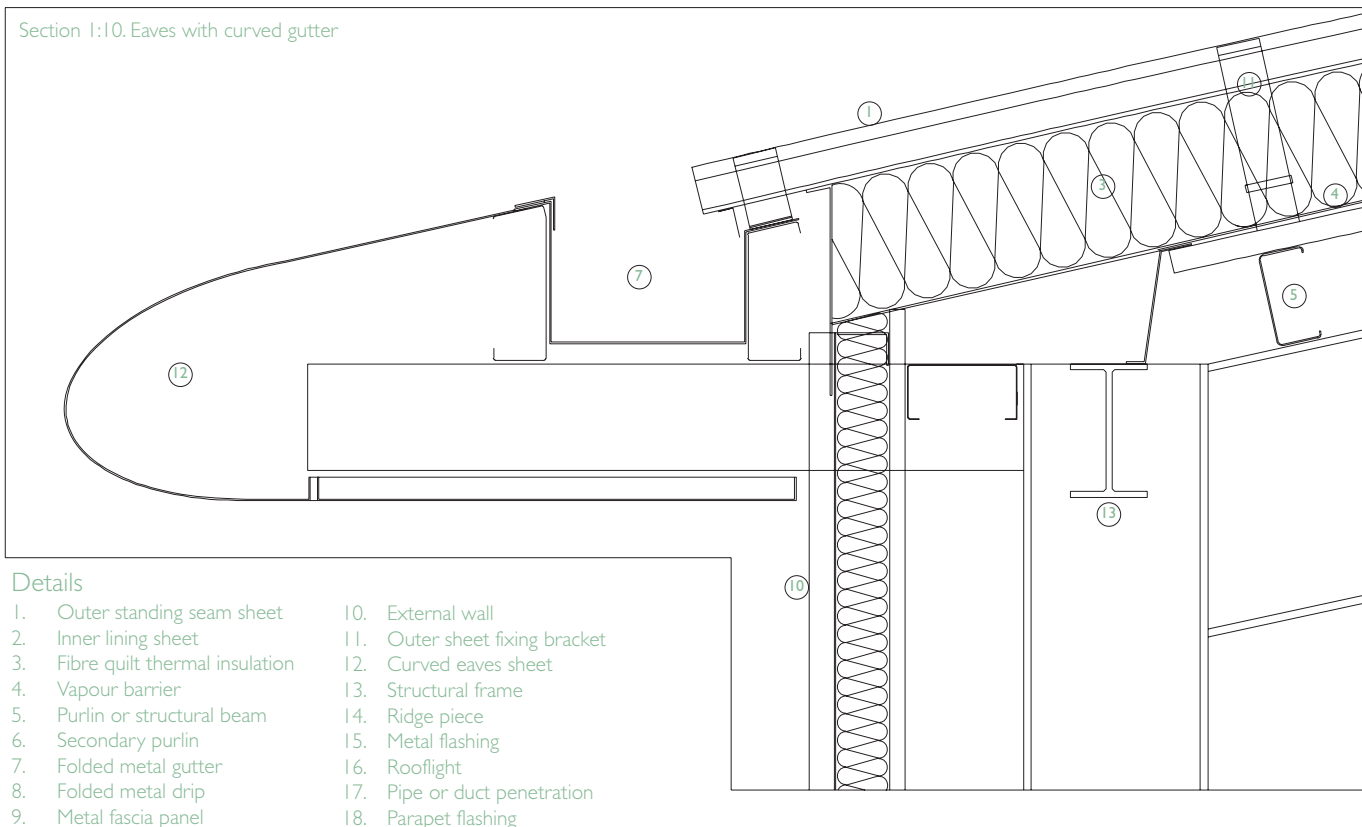 Section 1:10. Eaves with curved gutter
1
11
3
4
7
5
12
13
10
Details
1. Outer standing seam sheet
2. Inner lining sheet
3. Fibre quilt thermal insulation
4. Vapour barrier
5. Purlin or structural beam
6. Secondary purlin
7. Folded metal gutter
8. Folded metal drip
9. Metal fascia panel
10. External wall
11. Outer sheet fixing bracket
12. Curved eaves sheet
13. Structural frame
14. Ridge piece
15. Metal flashing
16. Rooflight
17. Pipe or duct penetration
18. Parapet flashing